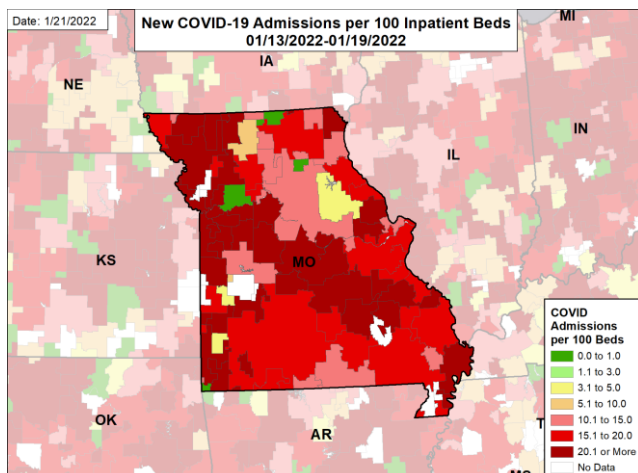 Date: 1/21/2022
New COVID-19 Admissions per 100 Inpatient Beds
01/13/2022-01/19/2022
MI
IA
NE
IN
IL
KS
MO
OK
AR
COVID
Admissions
per 100 Beds
0.0 to 1.0
1.1 to 3.0
3.1 to 5.0
5.1 to 10.0
10.1 to 15.0
15.1 to 20.0
20.1 or More
No Data